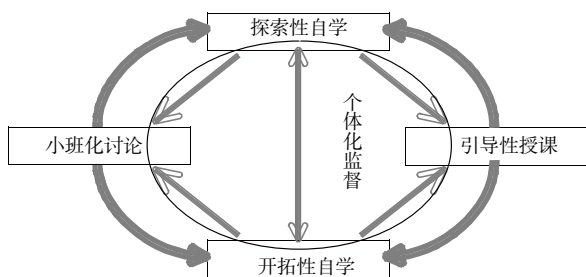 探索性自学
个体化监督
小班化讨论
引导性授课
开拓性自学